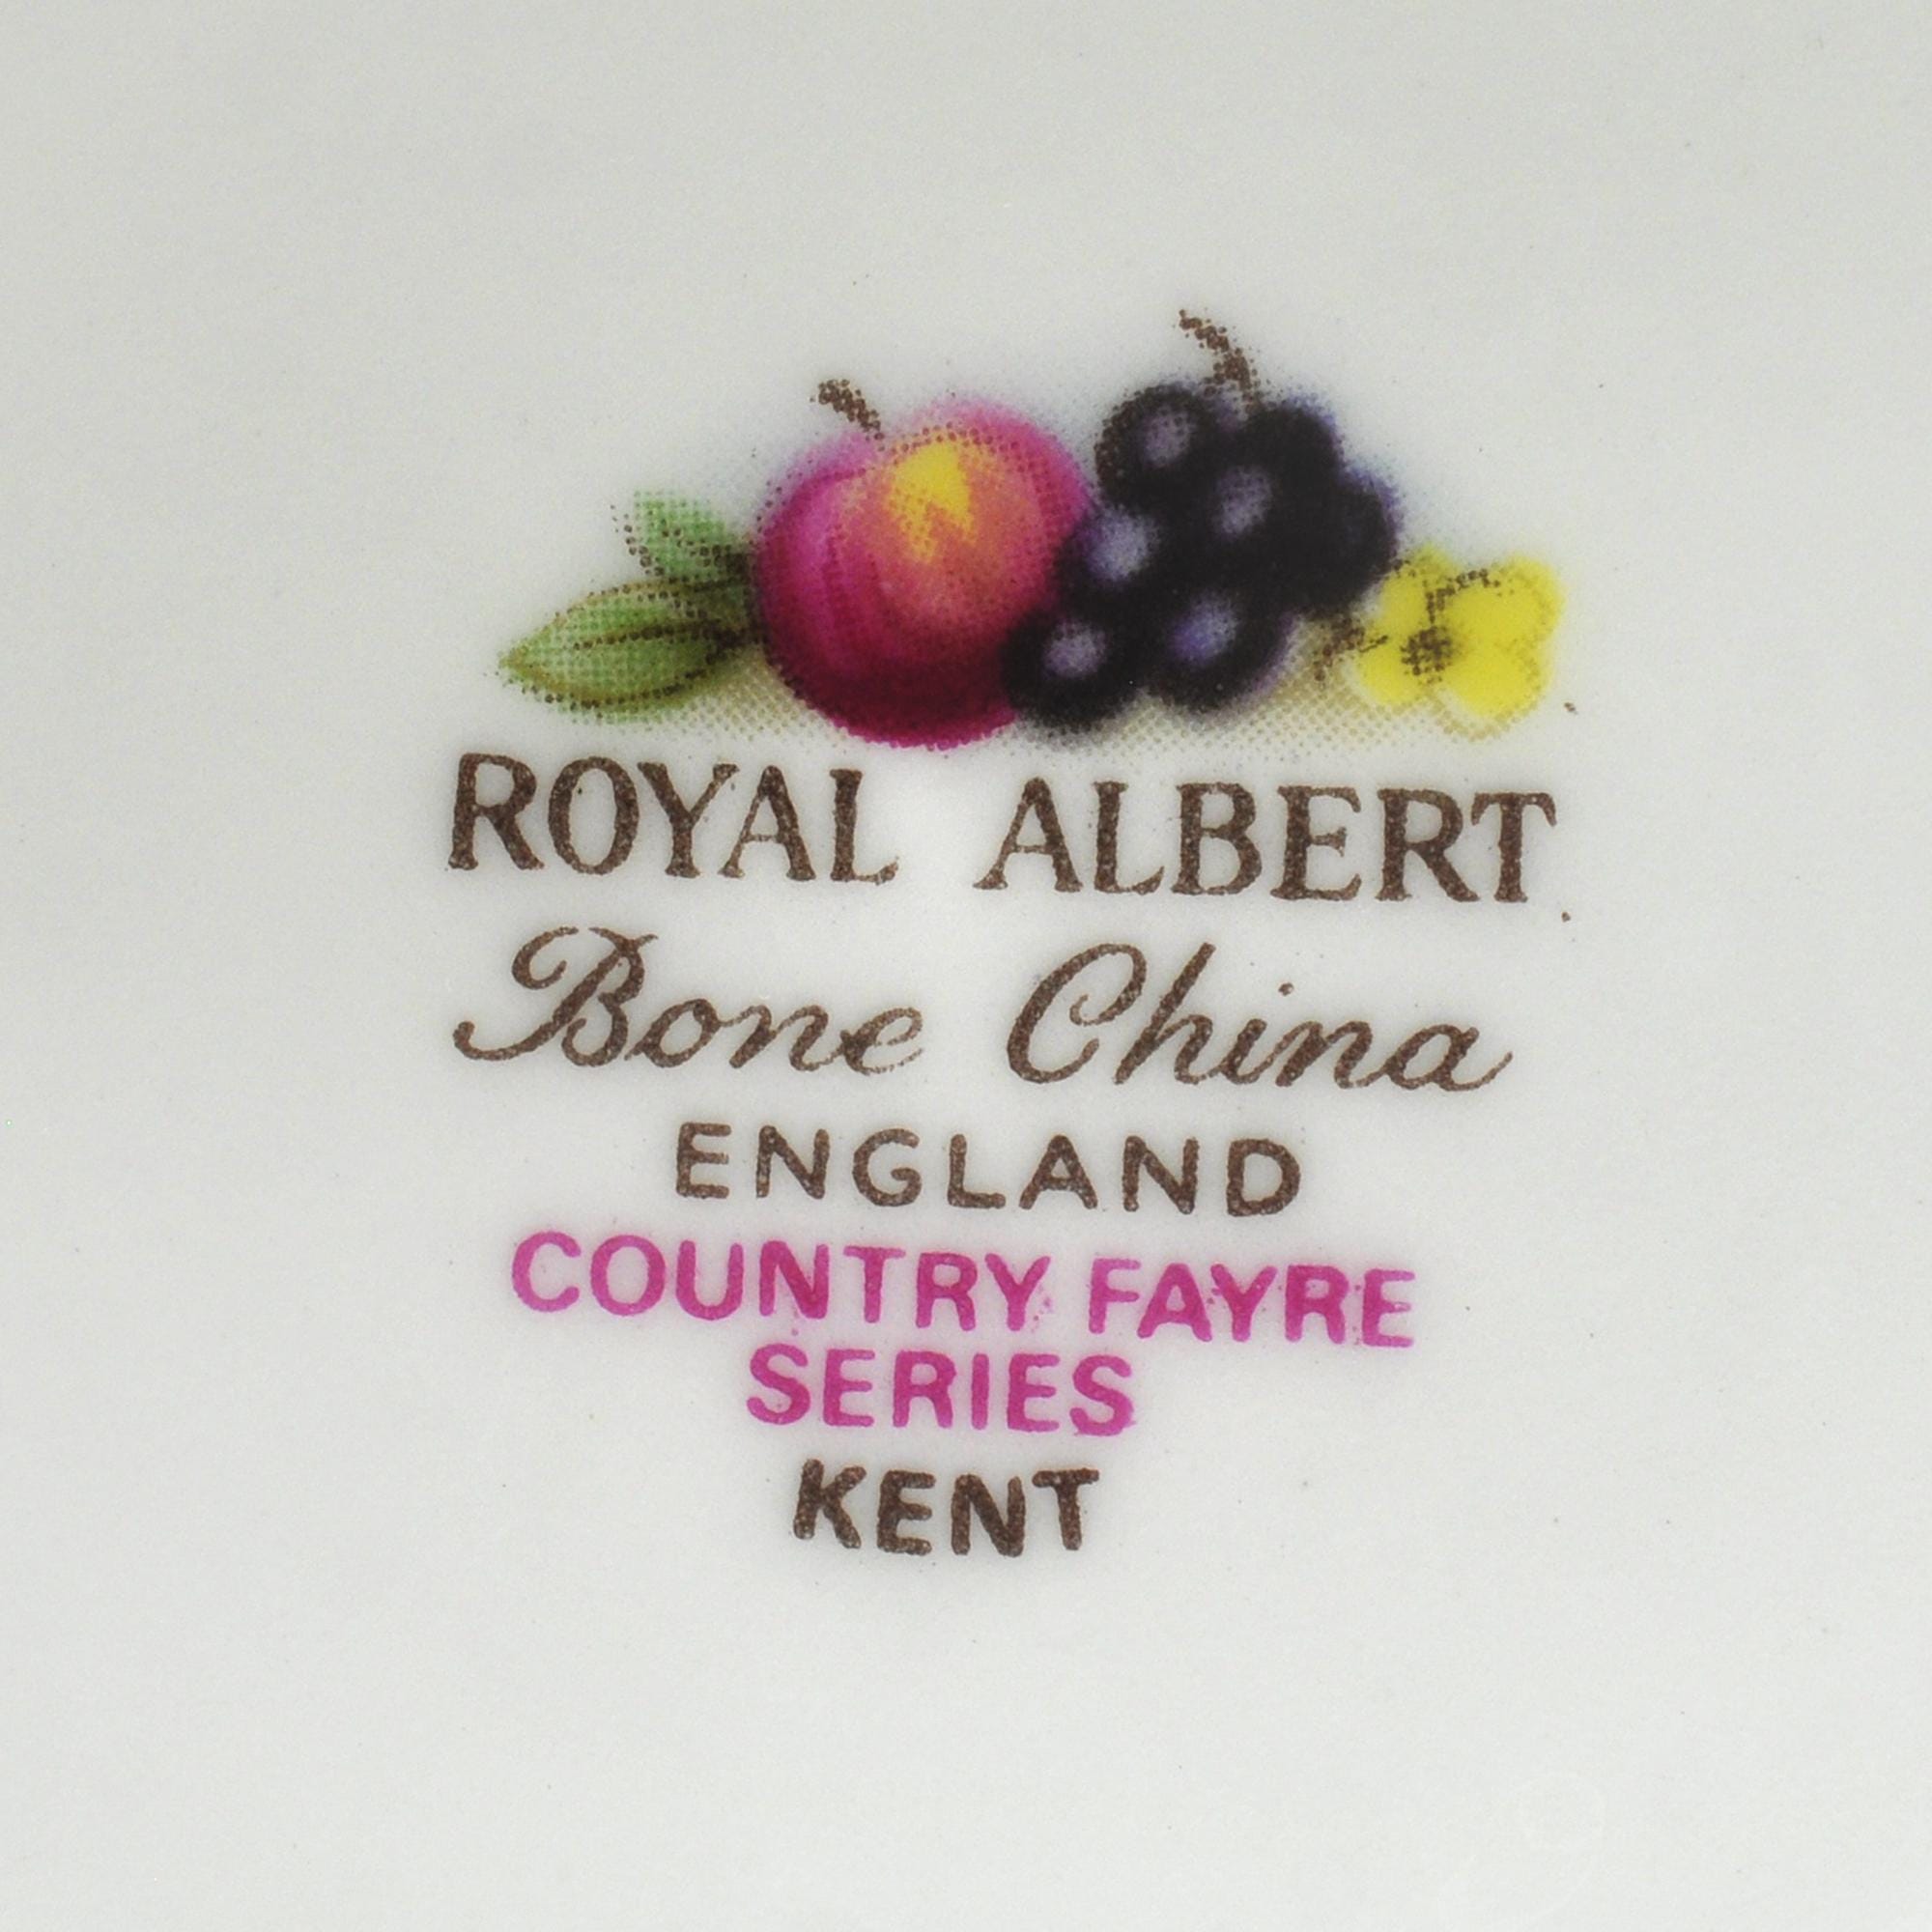 ROYAL ALBERT
Bone China
ENGLAND
COUNTRY FAYRE
SERIES
KENT